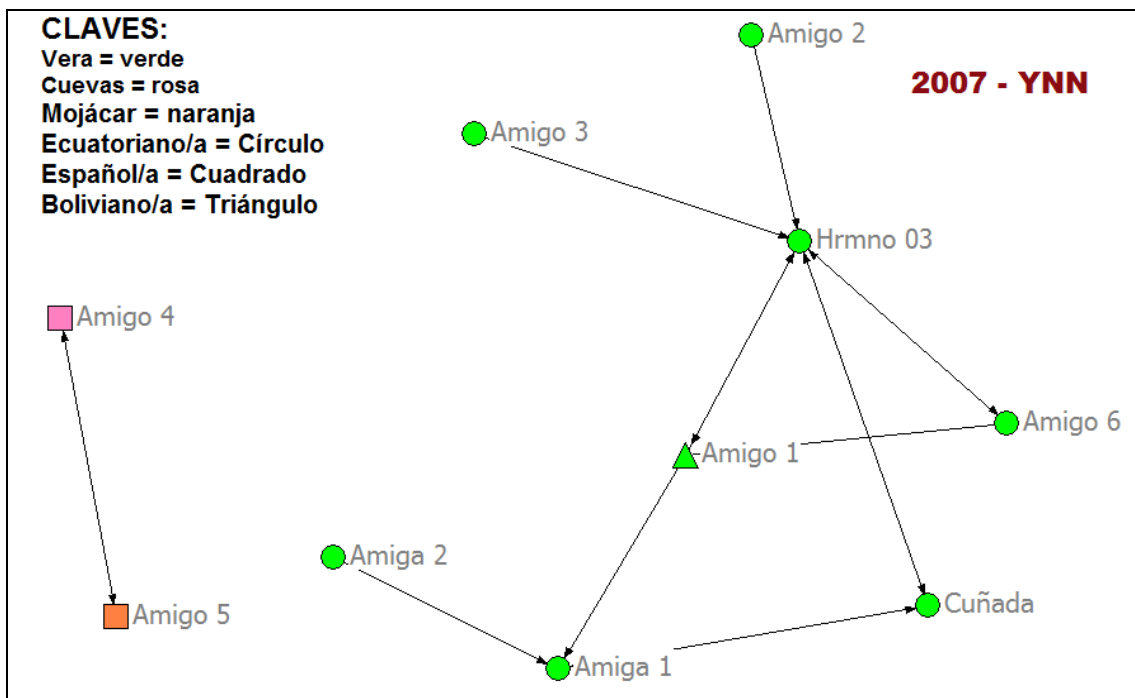 CLAVES:
Vera = verde
Cuevas = rosa
Mojácar = naranja
Ecuatoriano/a = Círculo
Español/a = Cuadrado
Boliviano/a = Triángulo
2007 - YNN
Amigo 2
Amigo 3
Hrmno 03
Amigo 4
Amigo 6
Amigo 1
Amiga 2
Cuñada
Amigo 5
Amiga 1